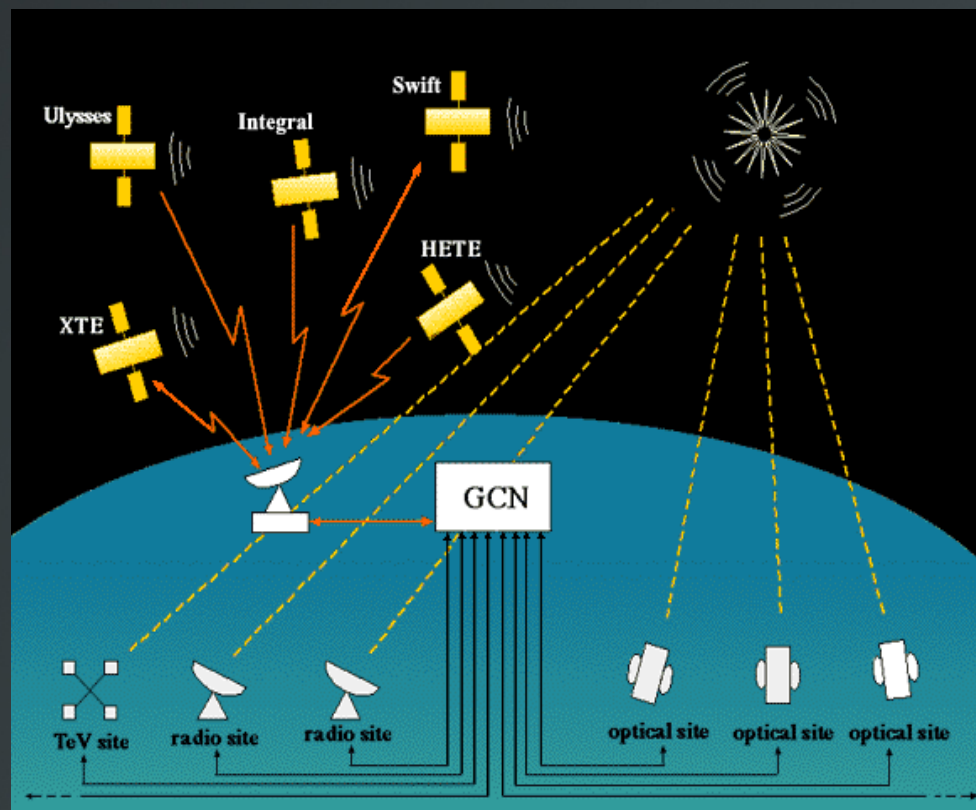 Swift
Ulysses
Integral
HETE
XTE
GCN
TeV site
radio site
radio site
optical site
optical site
optical site